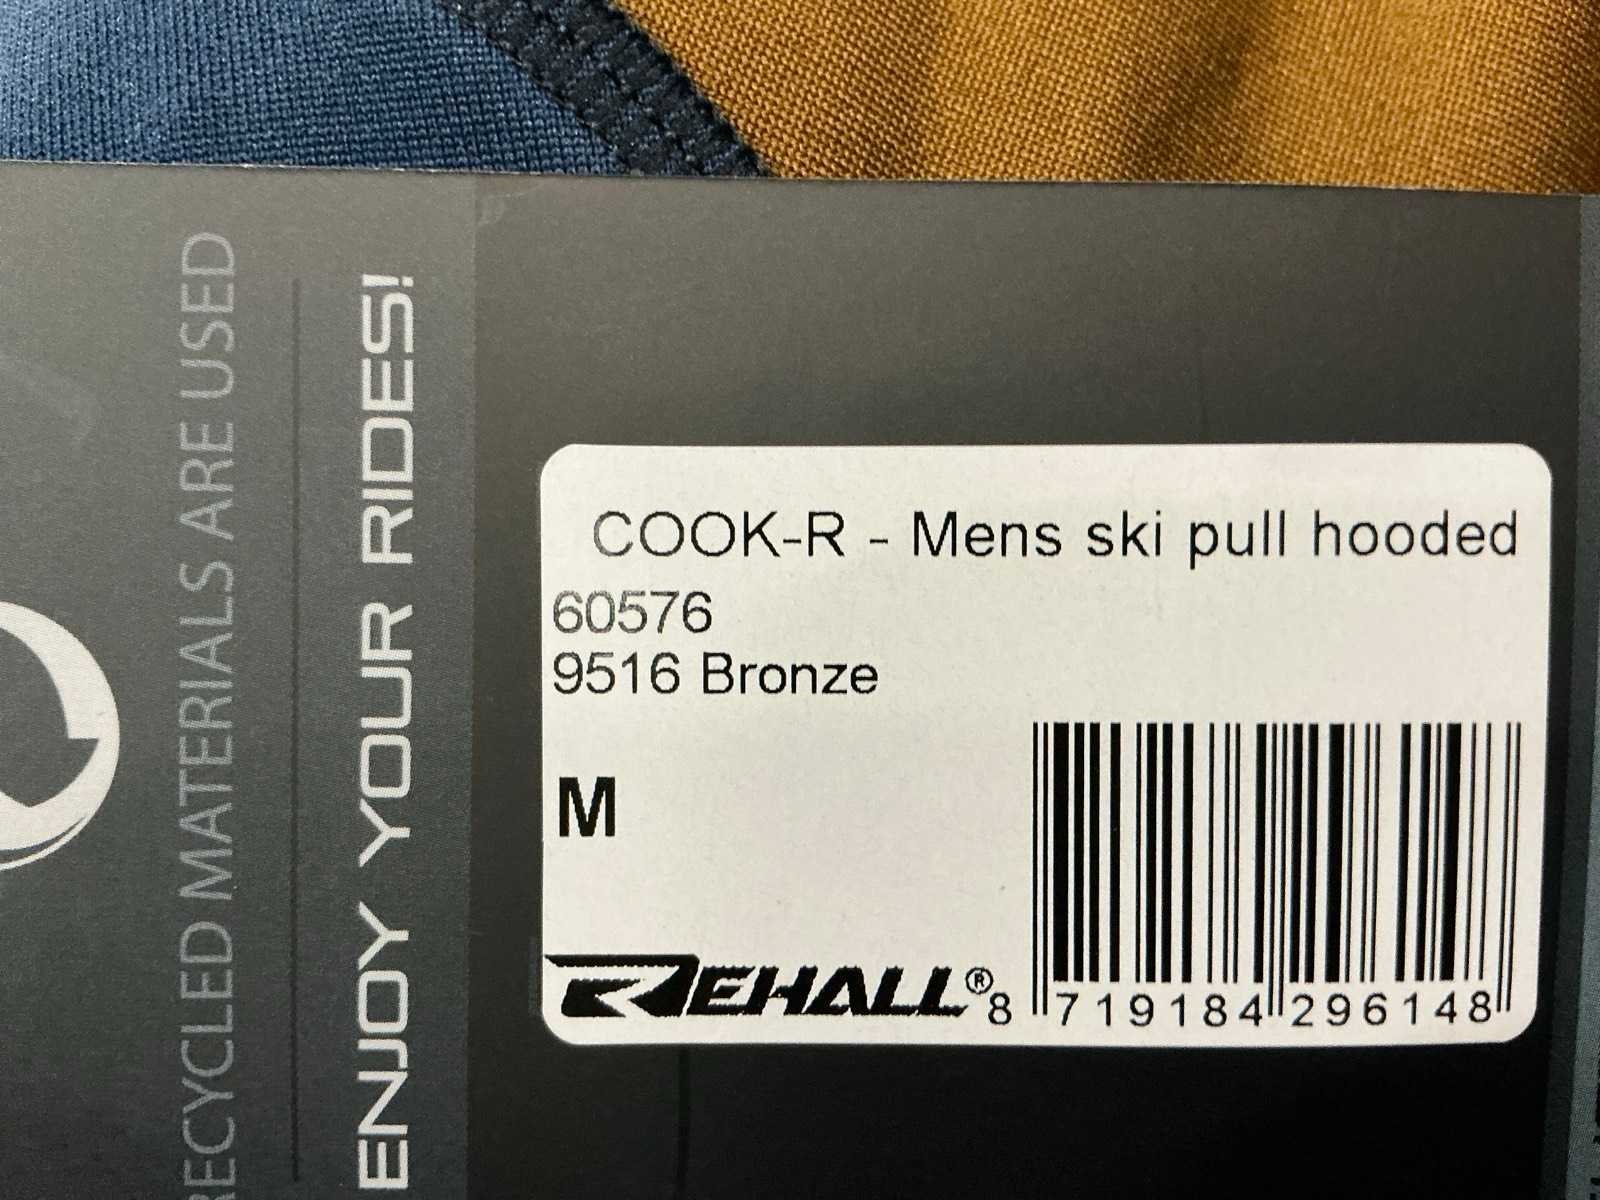 RECYCLED MATERIALS ARE USED
ENJOY YOUR RIDES!
COOK-R - Mens ski pull hooded
60576
9516 Bronze
M
REHALL®
8 719184 296148